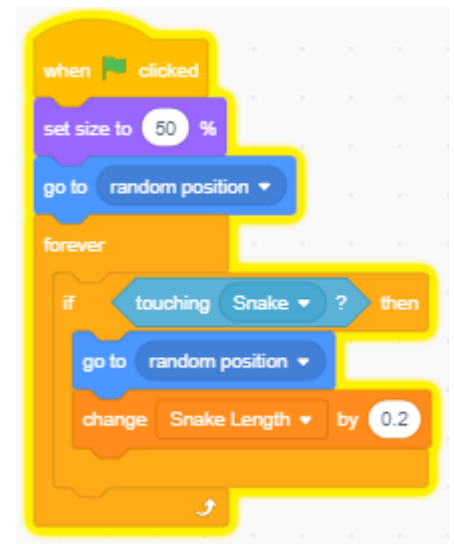 when clicked
set size to 50 %
go to random position
forever
if touching Snake ? then
go to random position
change Snake Length by 0.2